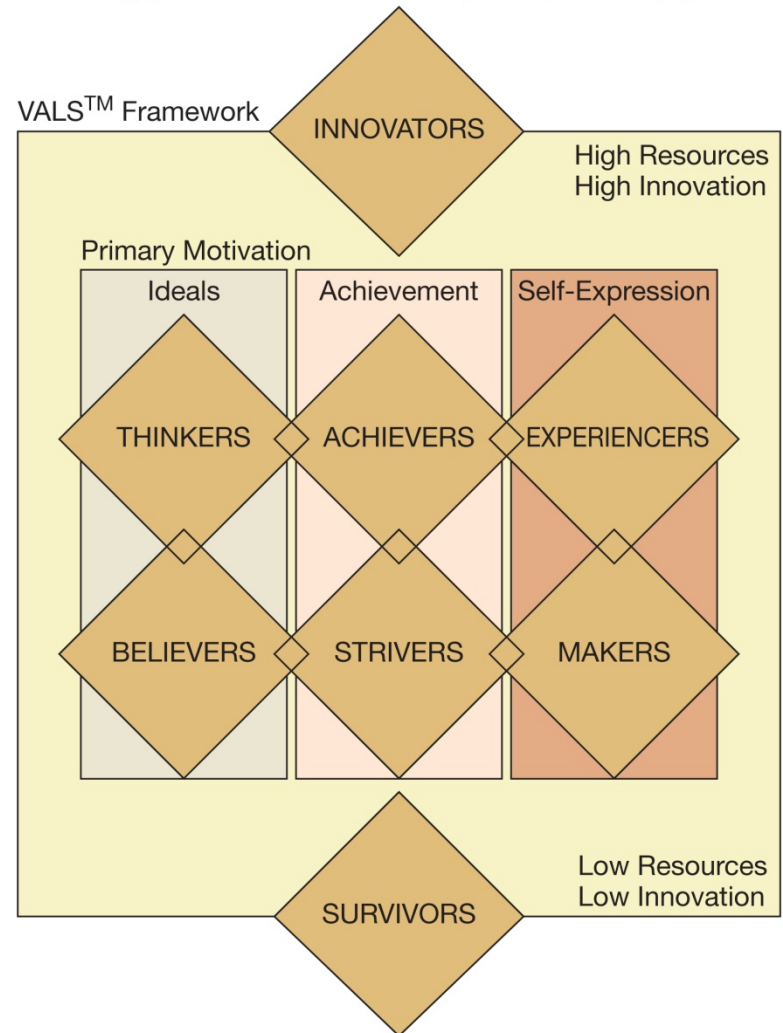 VALS™ Framework
INNOVATORS
High Resources
High Innovation
Primary Motivation
Ideals
Achievement
Self-Expression
THINKERS
ACHIEVERS
EXPERIENCERS
BELIEVERS
STRIVERS
MAKERS
Low Resources
Low Innovation
SURVIVORS